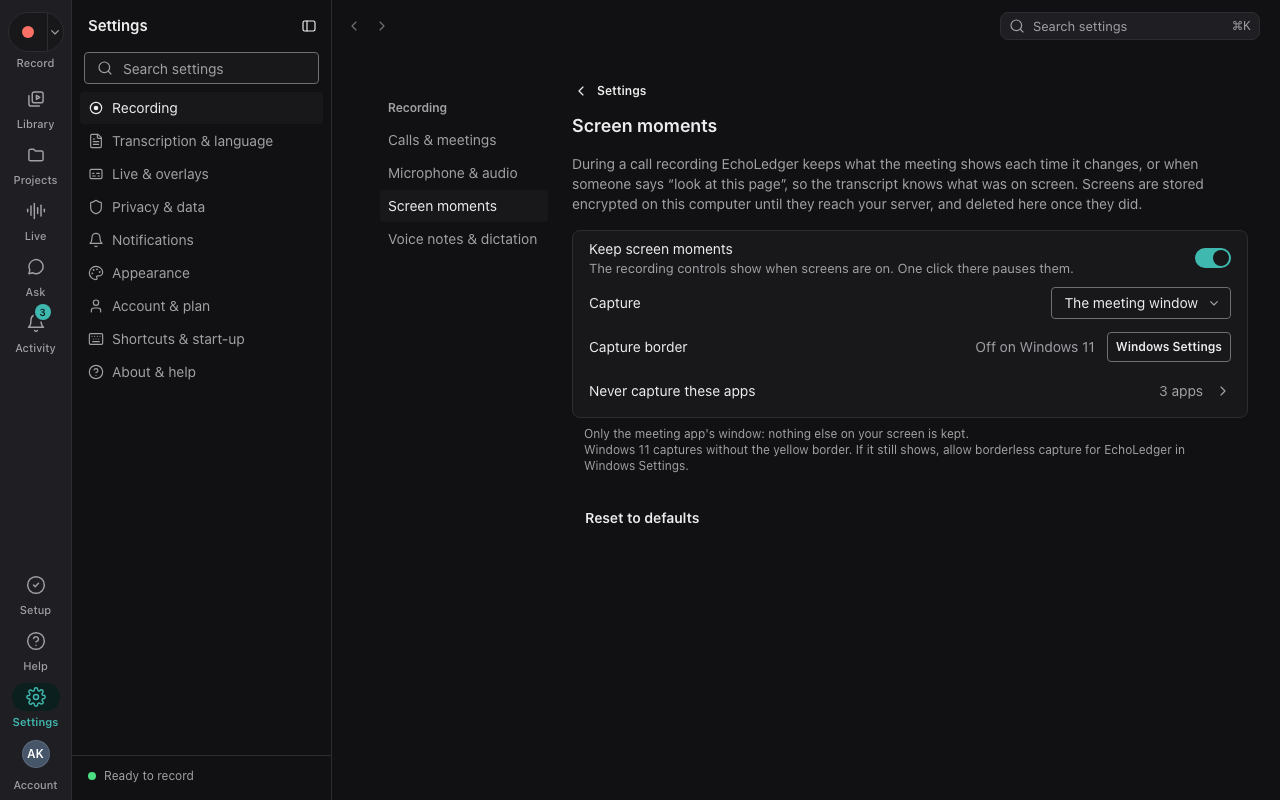 Record
Library
Projects
Live
Ask
3
Activity
Setup
Help
Settings
AK
Account
Settings
Search settings
Recording
Transcription & language
Live & overlays
Privacy & data
Notifications
Appearance
Account & plan
Shortcuts & start-up
About & help
Ready to record
Search settings ⌘K
Recording
Calls & meetings
Microphone & audio
Screen moments
Voice notes & dictation
Settings
Screen moments
During a call recording EchoLedger keeps what the meeting shows each time it changes, or when
someone says “look at this page”, so the transcript knows what was on screen. Screens are stored
encrypted on this computer until they reach your server, and deleted here once they did.
Keep screen moments
The recording controls show when screens are on. One click there pauses them.
Capture The meeting window
Capture border Off on Windows 11 Windows Settings
Never capture these apps 3 apps
Only the meeting app's window: nothing else on your screen is kept.
Windows 11 captures without the yellow border. If it still shows, allow borderless capture for EchoLedger in
Windows Settings.
Reset to defaults